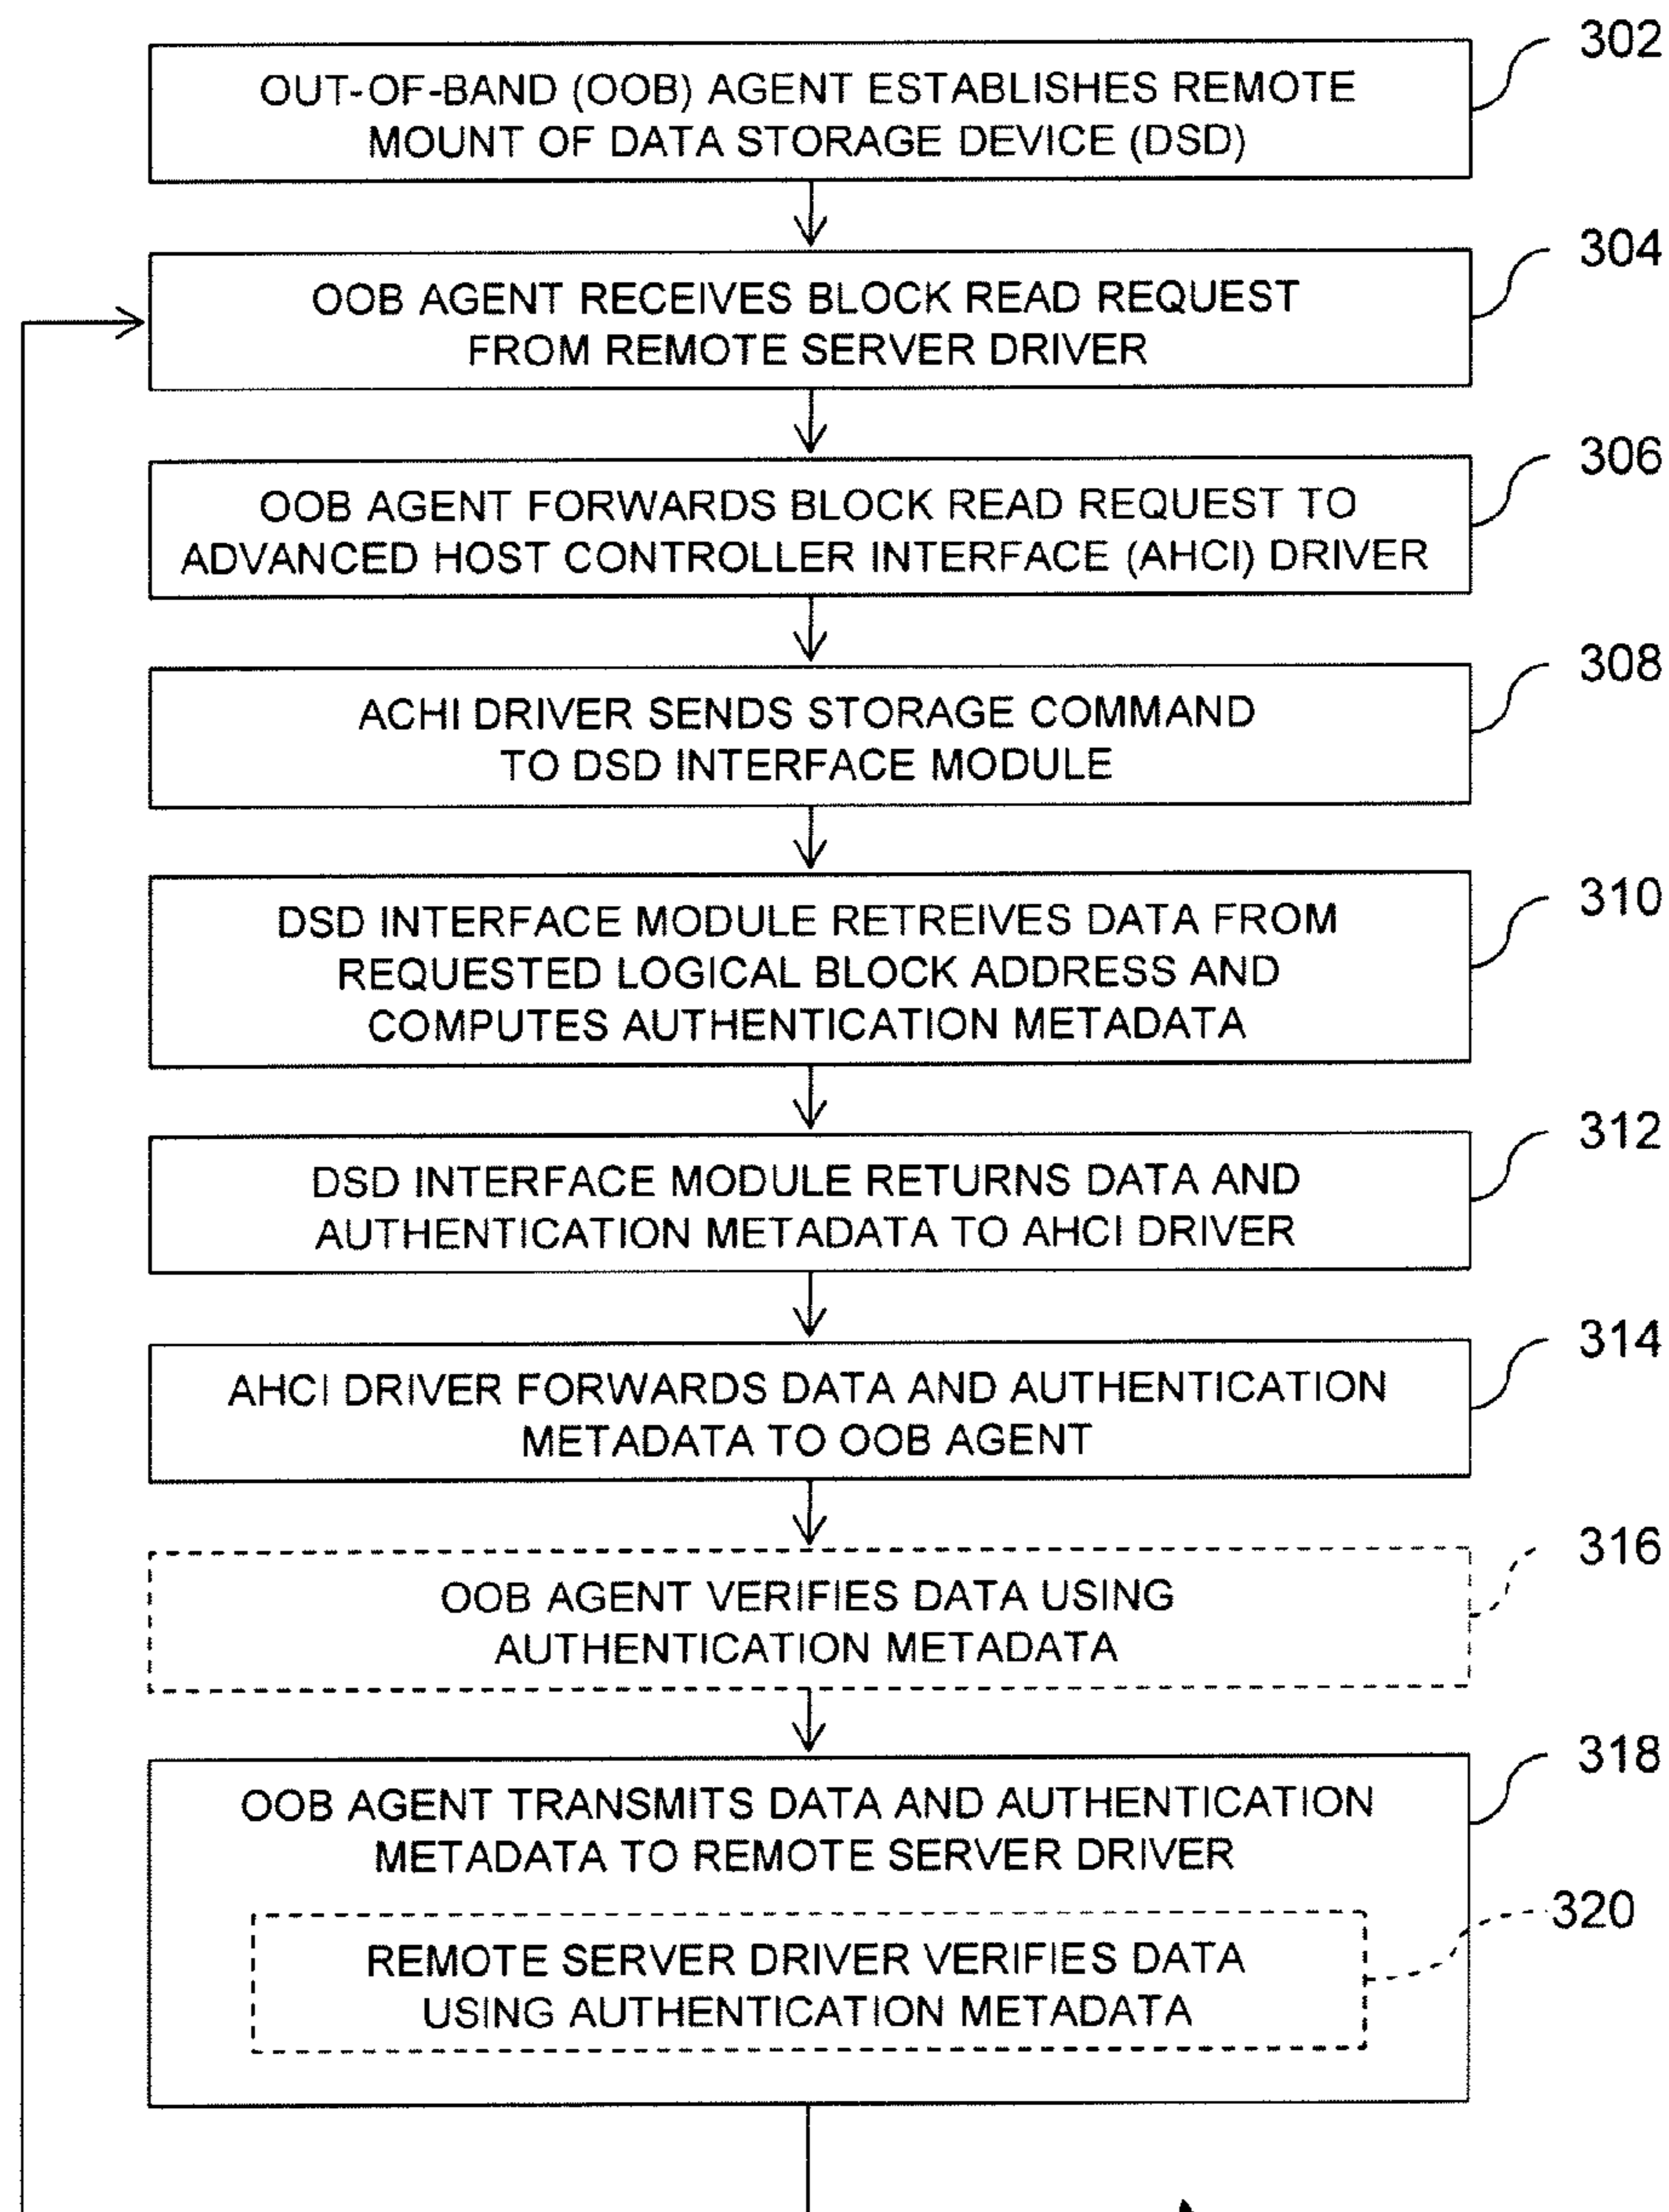 302
OUT-OF-BAND (OOB) AGENT ESTABLISHES REMOTE
MOUNT OF DATA STORAGE DEVICE (DSD)
304
OOB AGENT RECEIVES BLOCK READ REQUEST
FROM REMOTE SERVER DRIVER
306
OOB AGENT FORWARDS BLOCK READ REQUEST TO
ADVANCED HOST CONTROLLER INTERFACE (AHCI) DRIVER
308
ACHI DRIVER SENDS STORAGE COMMAND
TO DSD INTERFACE MODULE
310
DSD INTERFACE MODULE RETREIVES DATA FROM
REQUESTED LOGICAL BLOCK ADDRESS AND
COMPUTES AUTHENTICATION METADATA
312
DSD INTERFACE MODULE RETURNS DATA AND
AUTHENTICATION METADATA TO AHCI DRIVER
314
AHCI DRIVER FORWARDS DATA AND AUTHENTICATION
METADATA TO OOB AGENT
316
OOB AGENT VERIFIES DATA USING
AUTHENTICATION METADATA
318
OOB AGENT TRANSMITS DATA AND AUTHENTICATION
METADATA TO REMOTE SERVER DRIVER
320
REMOTE SERVER DRIVER VERIFIES DATA
USING AUTHENTICATION METADATA